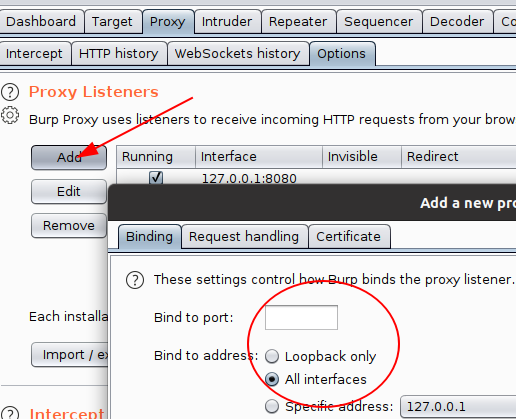 Dashboard Target Proxy Intruder Repeater Sequencer Decoder Co
Intercept HTTP history WebSockets history Options
? Proxy Listeners
Burp Proxy uses listeners to receive incoming HTTP requests from your brow
Add Running Interface Invisible Redirect
127.0.0.1:8080
Edit
Remove
Add a new pro
Binding Request handling Certificate
? These settings control how Burp binds the proxy listener.
Bind to port:
Each installa
Bind to address: Loopback only
Import / ex
All interfaces
Specific address: 127.0.0.1
? Intercept